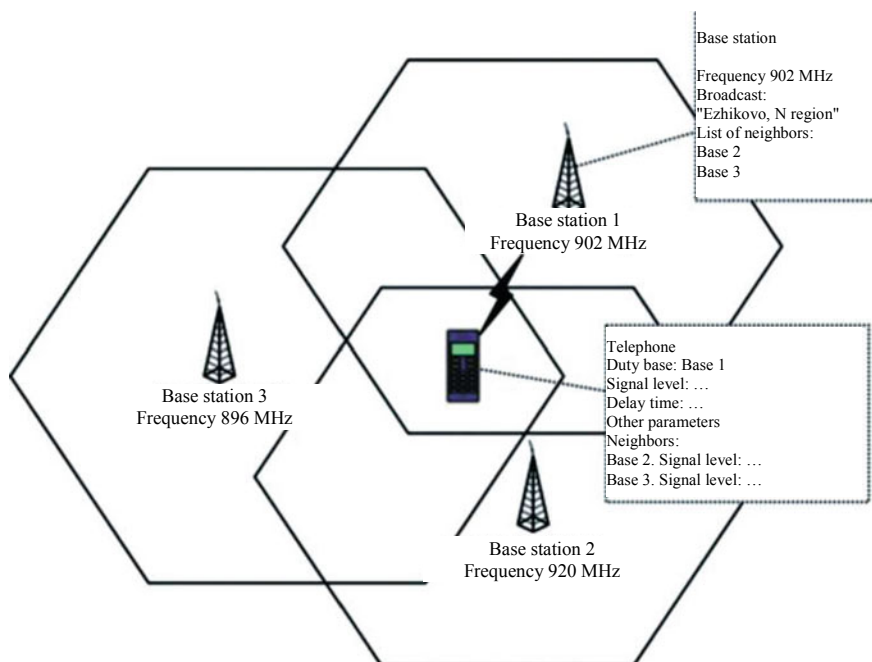 Base station
Frequency 902 MHz
Broadcast:
"Ezhikovo, N region"
List of neighbors:
Base 2
Base 3
Base station 1
Frequency 902 MHz
Telephone
Duty base: Base 1
Signal level: …
Delay time: …
Other parameters
Neighbors:
Base 2. Signal level: …
Base 3. Signal level: …
Base station 3
Frequency 896 MHz
Base station 2
Frequency 920 MHz